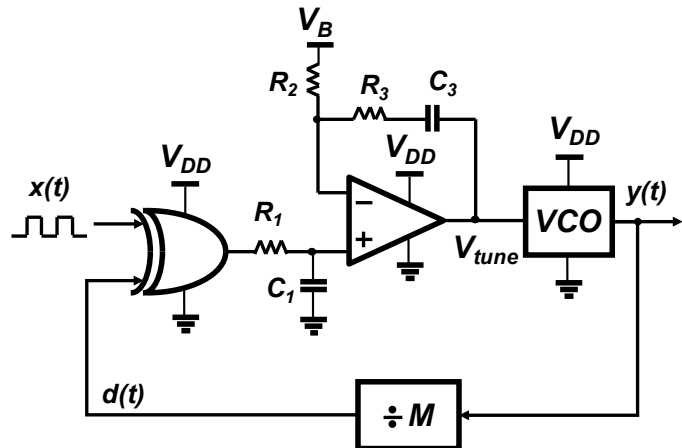 V_B
R_2
R_3
C_3
V_DD
V_DD
V_DD
x(t)
R_1
−
+
VCO
y(t)
V_tune
C_1
d(t)
÷ M